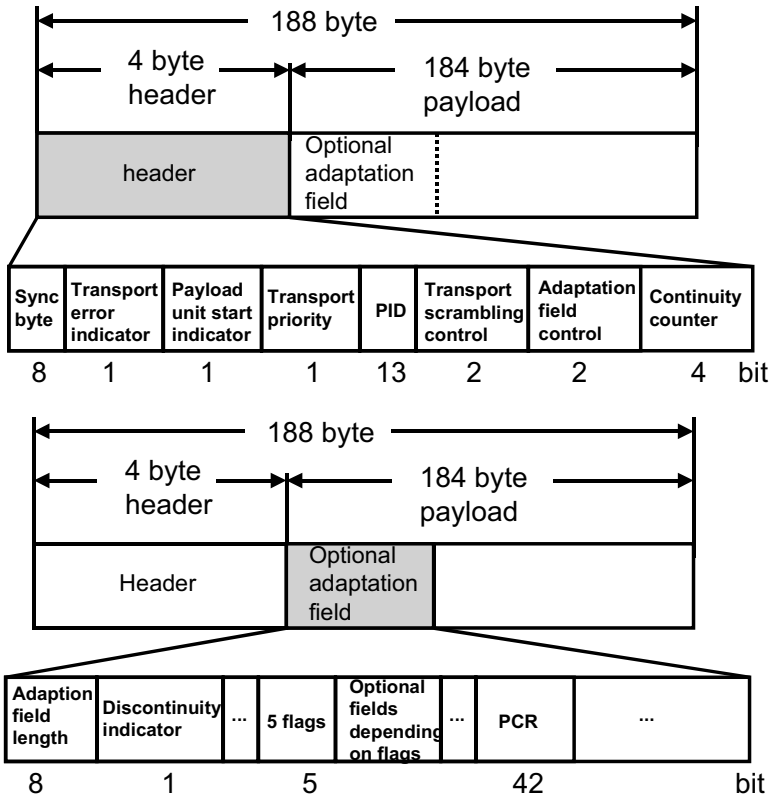 188 byte
4 byte
header
184 byte
payload
header
Optional
adaptation
field
Sync
byte
Transport
error
indicator
Payload
unit start
indicator
Transport
priority
PID
Transport
scrambling
control
Adaptation
field
control
Continuity
counter
8 1 1 1 13 2 2 4 bit
188 byte
4 byte
header
184 byte
payload
Header
Optional
adaptation
field
Adaption
field
length
Discontinuity
indicator
...
5 flags
Optional
fields
depending
on flags
...
PCR
...
8 1 5 42 bit